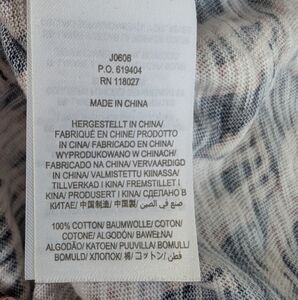 J0606
P.O. 619404
RN 118027
MADE IN CHINA
HERGESTELLT IN CHINA/
FABRIQUÉ EN CHINE/ PRODOTTO
IN CINA/ FABRICADO EN CHINA/
WYPRODUKOWANO W CHINACH/
FABRICADO NA CHINA/ VERVAARDIGD
IN CHINA/ VALMISTETTU KIINASSA/
TILLVERKAD I KINA/ FREMSTILLET I
KINA/ PRODUSERT I KINA/ СДЕЛАНО В
КИТАЕ/ 中国制造/ 中国製/ صنع في الصين
100% COTTON/ BAUMWOLLE/ COTON/
COTONE/ ALGODÓN/ BAWEŁNA/
ALGODÃO/ KATOEN/ PUUVILLA/ BOMULL/
BOMULD/ ХЛОПОК/ 棉/ コットン/ قطن